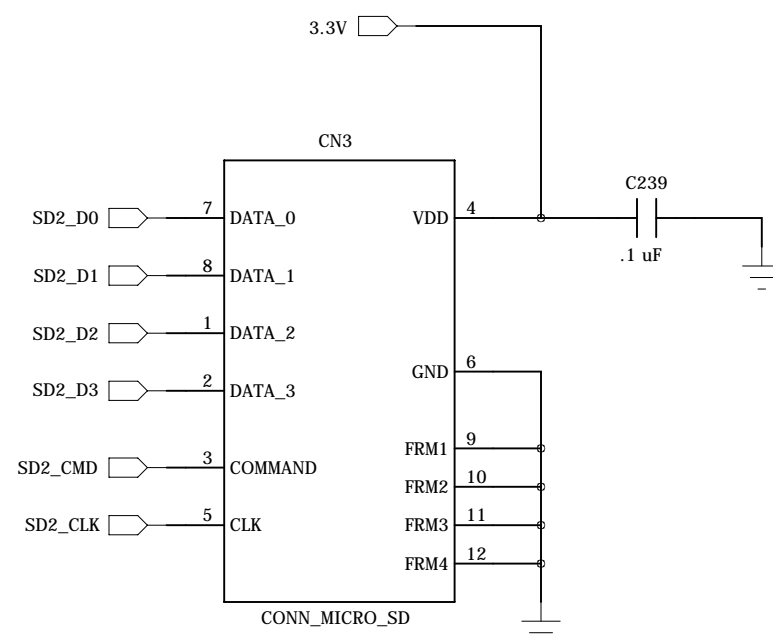 3.3V
CN3
C239
.1 uF
SD2_D0 7 DATA_0 VDD 4
SD2_D1 8 DATA_1
SD2_D2 1 DATA_2
SD2_D3 2 DATA_3
GND 6
SD2_CMD 3 COMMAND
SD2_CLK 5 CLK
FRM1 9
FRM2 10
FRM3 11
FRM4 12
CONN_MICRO_SD